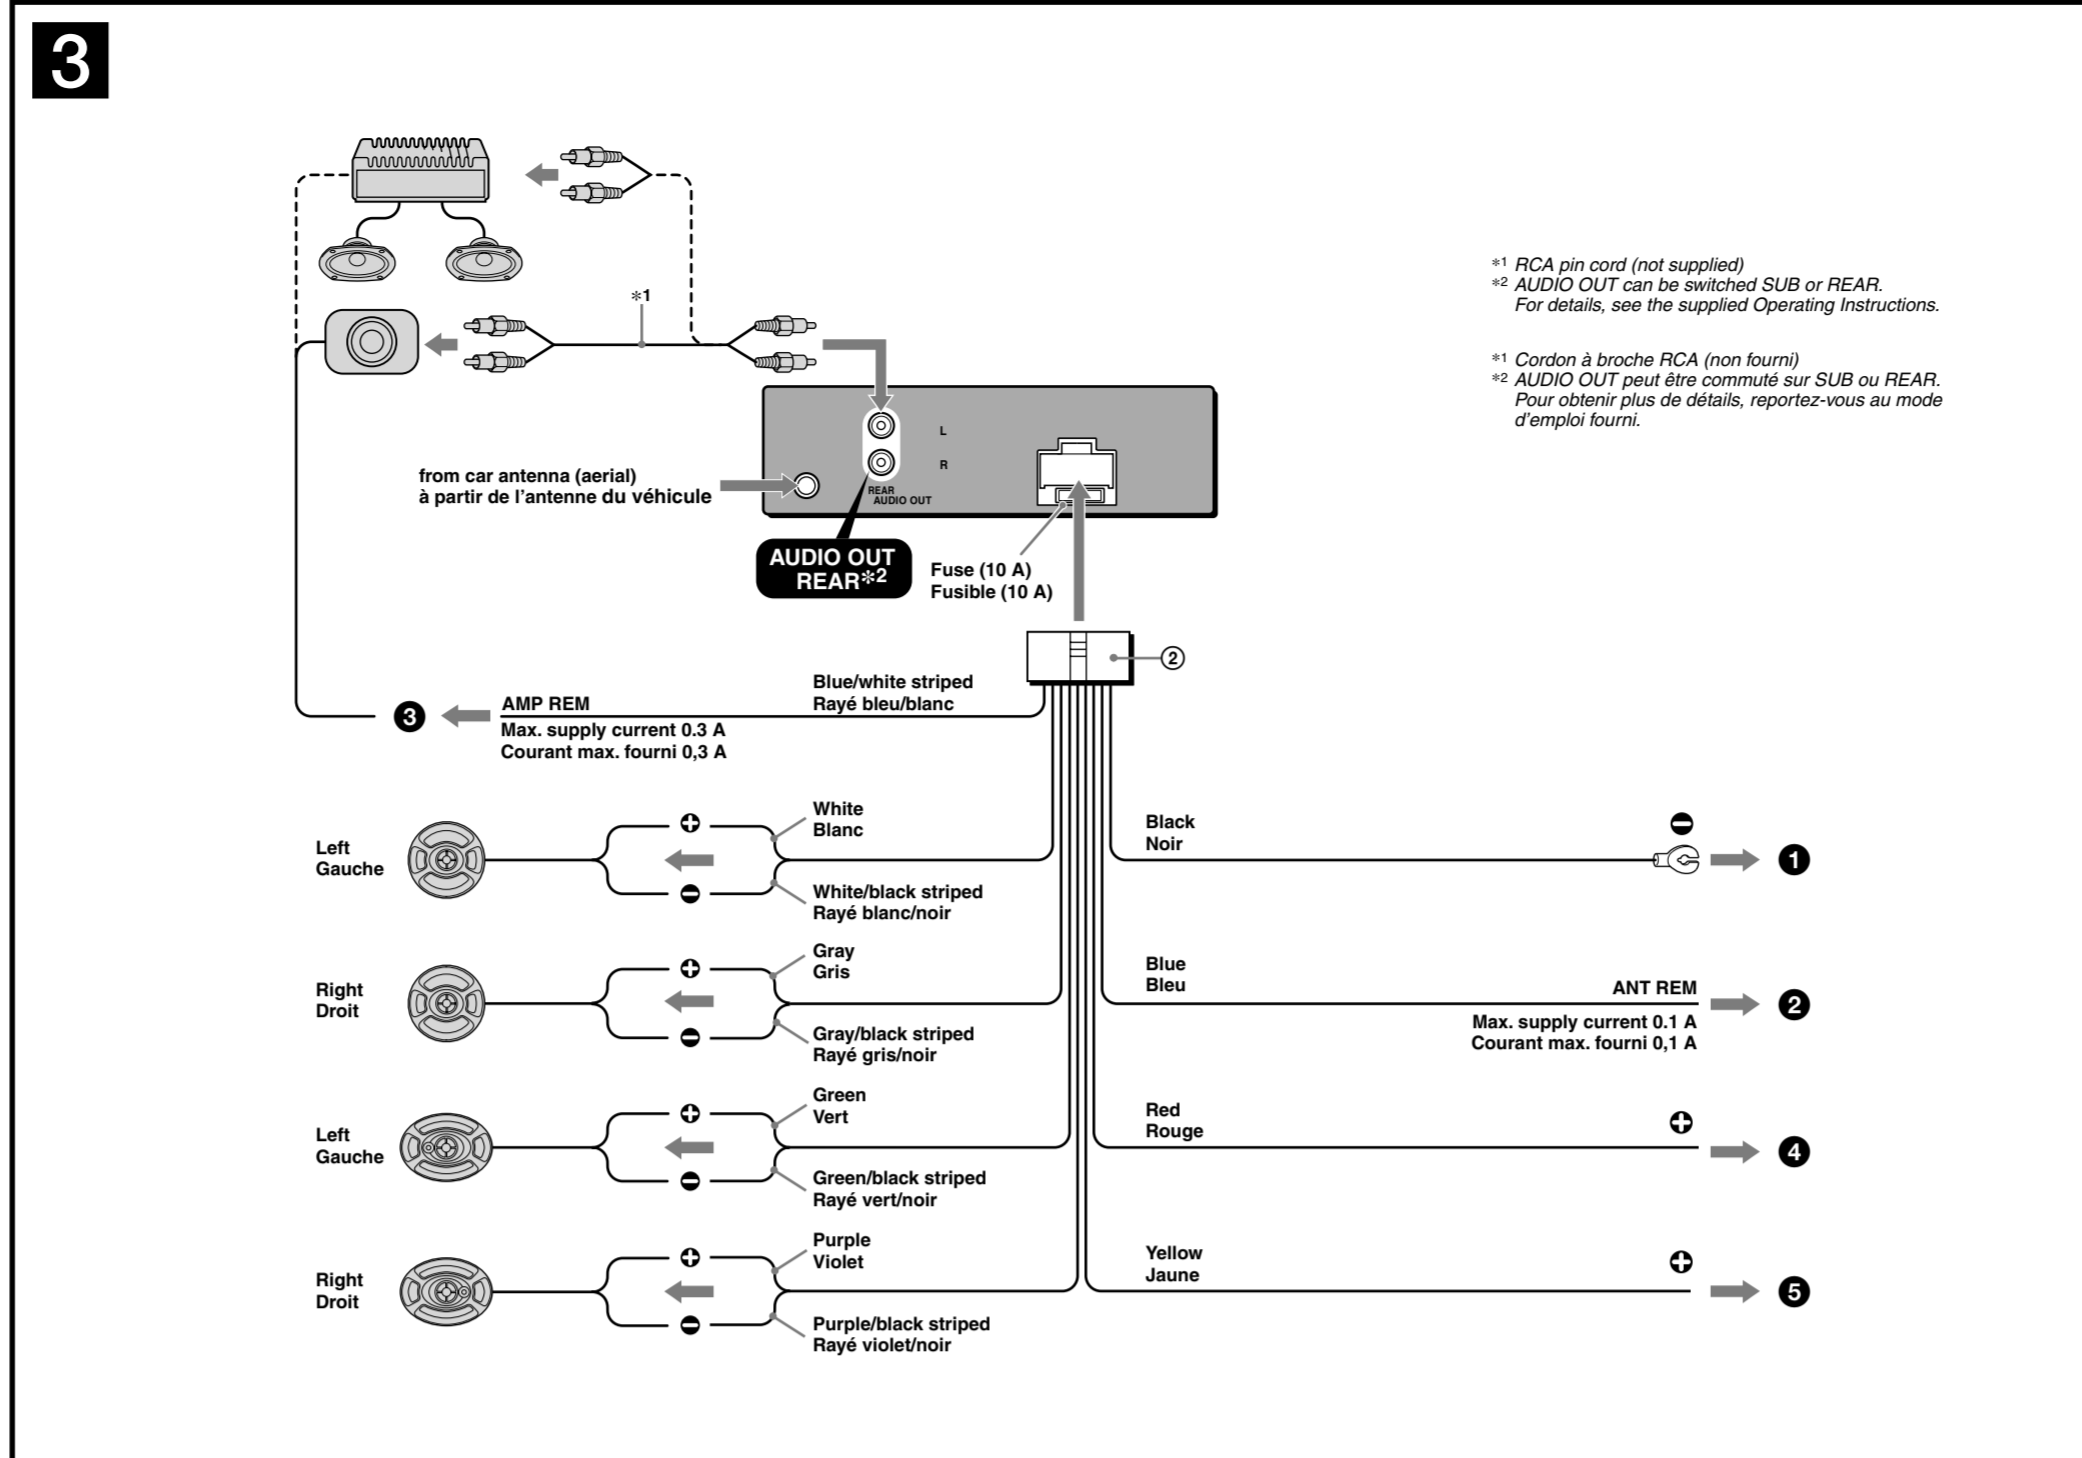 3
*1 RCA pin cord (not supplied)
*2 AUDIO OUT can be switched SUB or REAR.
For details, see the supplied Operating Instructions.
*1 Cordon à broche RCA (non fourni)
*2 AUDIO OUT peut être commuté sur SUB ou REAR.
Pour obtenir plus de détails, reportez-vous au mode
d'emploi fourni.
*1
L
R
REAR
AUDIO OUT
from car antenna (aerial)
à partir de l'antenne du véhicule
AUDIO OUT
REAR*2
Fuse (10 A)
Fusible (10 A)
②
Blue/white striped
Rayé bleu/blanc
❸
AMP REM
Max. supply current 0.3 A
Courant max. fourni 0,3 A
Left
Gauche
+
−
White
Blanc
White/black striped
Rayé blanc/noir
Right
Droit
+
−
Gray
Gris
Gray/black striped
Rayé gris/noir
Left
Gauche
+
−
Green
Vert
Green/black striped
Rayé vert/noir
Right
Droit
+
−
Purple
Violet
Purple/black striped
Rayé violet/noir
Black
Noir
−
❶
Blue
Bleu
ANT REM
Max. supply current 0.1 A
Courant max. fourni 0,1 A
❷
Red
Rouge
+
❹
Yellow
Jaune
+
❺